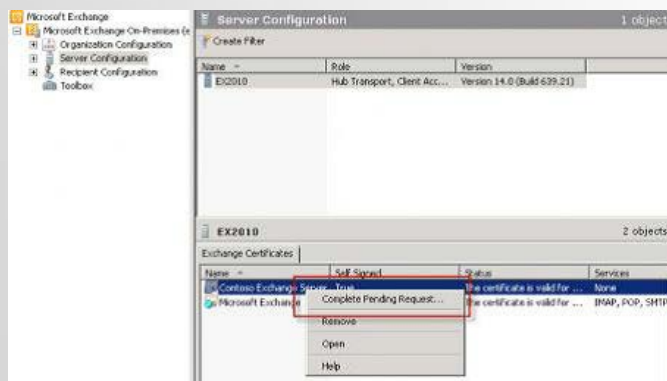 Microsoft Exchange
Microsoft Exchange On-Premises (e
Organization Configuration
Server Configuration
Recipient Configuration
Toolbox
Server Configuration 1 object
Create Filter
Name Role Version
EX2010 Hub Transport, Client Acc... Version 14.0 (Build 639.21)
EX2010 2 objects
Exchange Certificates
Name Self Signed Status Services
Contoso Exchange Server True The certificate is valid for ... None
Microsoft Exchange The certificate is valid for ... IMAP, POP, SMTP
Complete Pending Request...
Remove
Open
Help